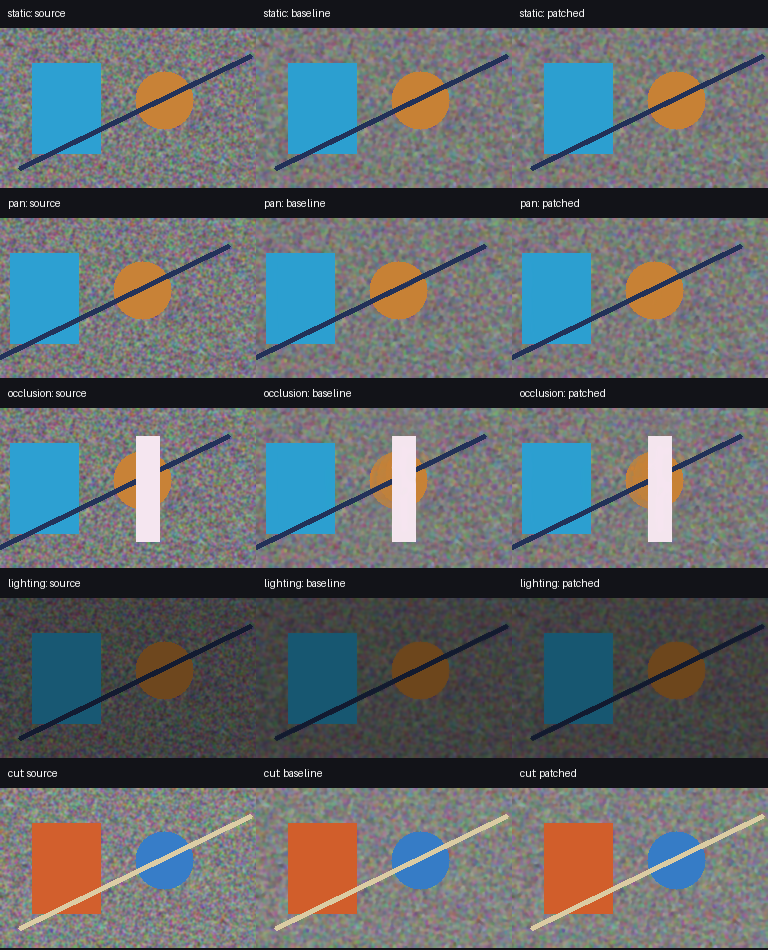 static: source static: baseline static: patched
pan: source pan: baseline pan: patched
occlusion: source occlusion: baseline occlusion: patched
lighting: source lighting: baseline lighting: patched
cut: source cut: baseline cut: patched